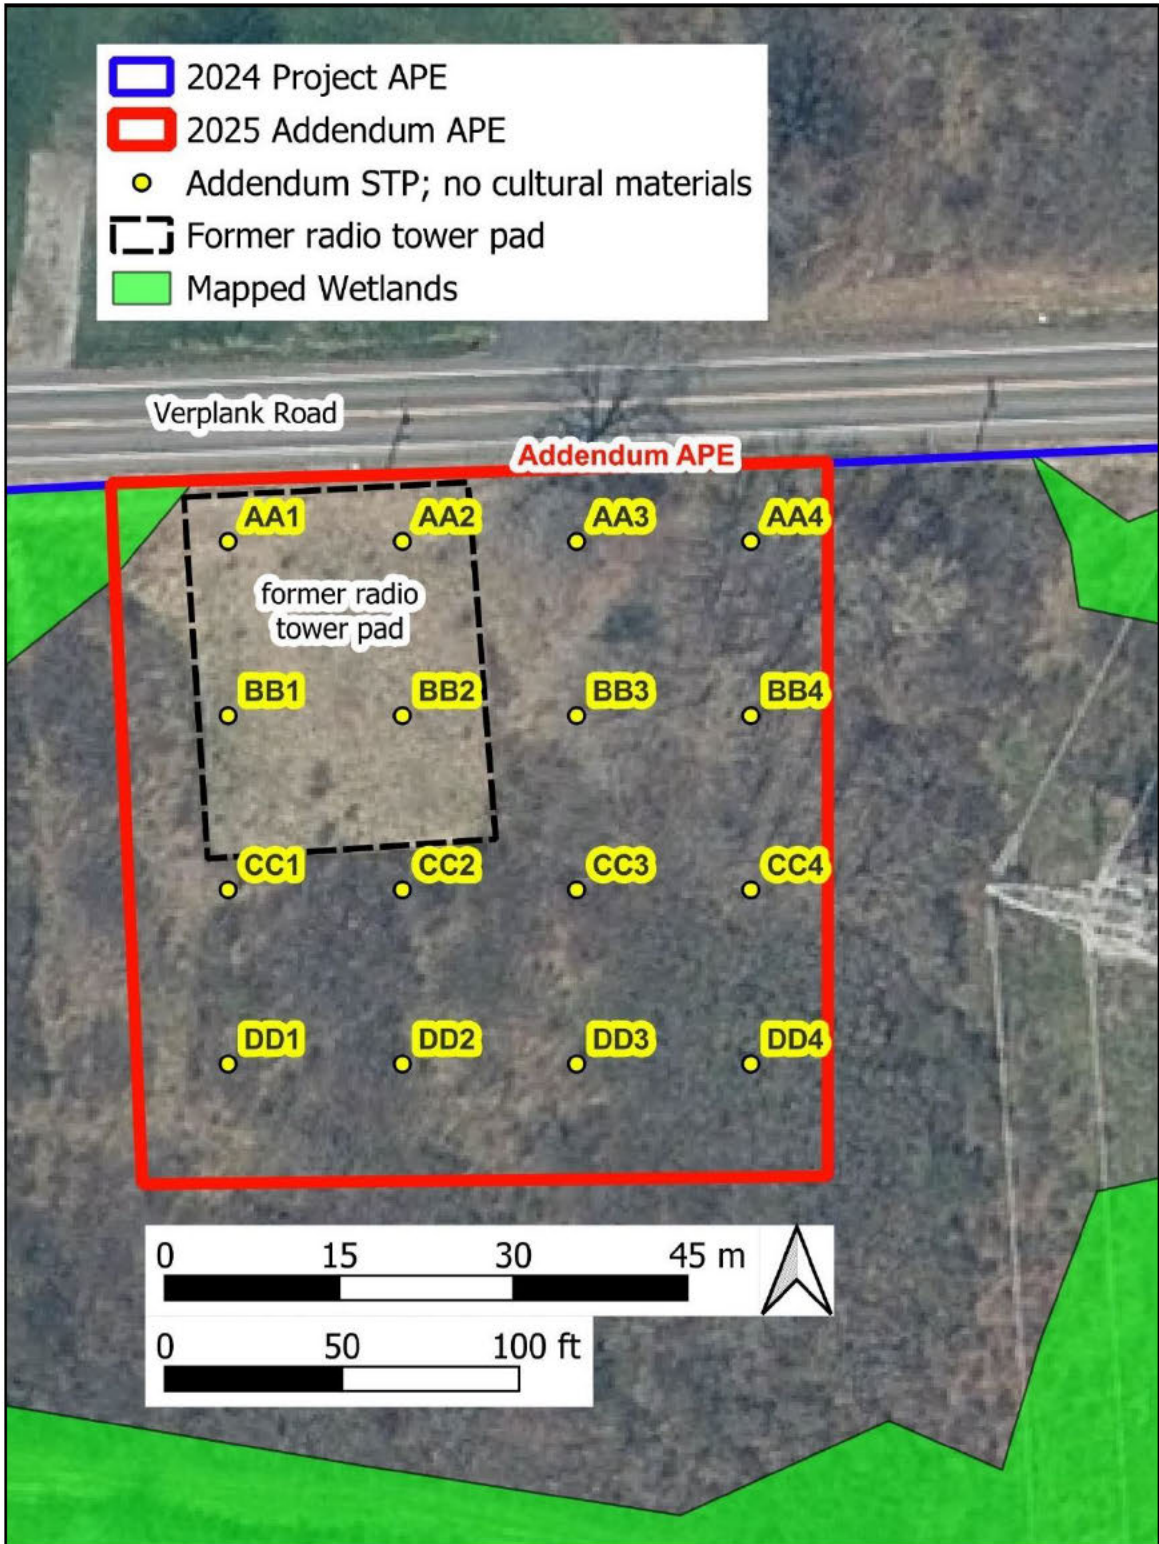 2024 Project APE
2025 Addendum APE
Addendum STP; no cultural materials
Former radio tower pad
Mapped Wetlands
Verplank Road
Addendum APE
AA1 AA2 AA3 AA4
former radio
tower pad
BB1 BB2 BB3 BB4
CC1 CC2 CC3 CC4
DD1 DD2 DD3 DD4
0 15 30 45 m
0 50 100 ft